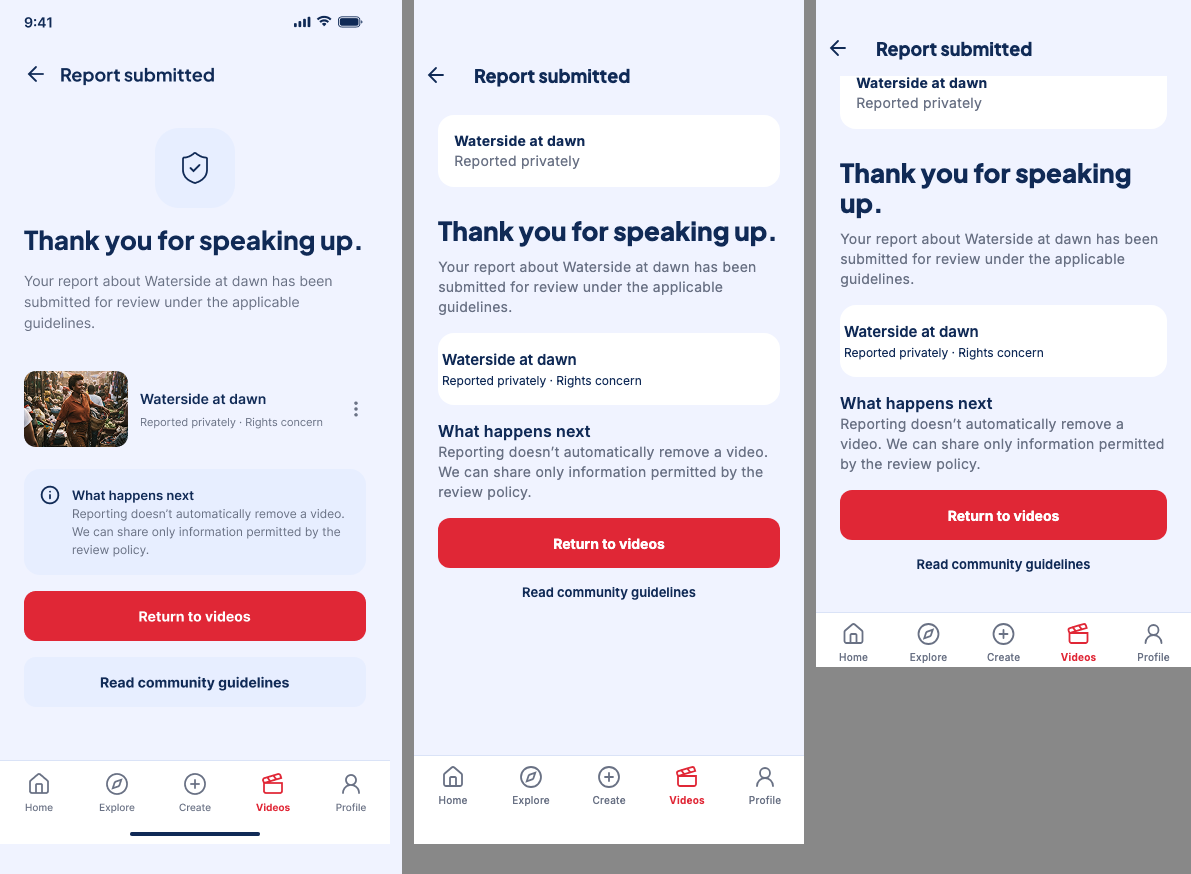 9:41
Report submitted
Thank you for speaking up.
Your report about Waterside at dawn has been
submitted for review under the applicable
guidelines.
Waterside at dawn
Reported privately · Rights concern
What happens next
Reporting doesn’t automatically remove a video.
We can share only information permitted by the
review policy.
Return to videos
Read community guidelines
Home
Explore
Create
Videos
Profile
Report submitted
Waterside at dawn
Reported privately
Thank you for speaking up.
Your report about Waterside at dawn has been
submitted for review under the applicable
guidelines.
Waterside at dawn
Reported privately · Rights concern
What happens next
Reporting doesn’t automatically remove a video.
We can share only information permitted by the
review policy.
Return to videos
Read community guidelines
Home
Explore
Create
Videos
Profile
Report submitted
Waterside at dawn
Reported privately
Thank you for speaking
up.
Your report about Waterside at dawn has been
submitted for review under the applicable
guidelines.
Waterside at dawn
Reported privately · Rights concern
What happens next
Reporting doesn’t automatically remove a
video. We can share only information permitted
by the review policy.
Return to videos
Read community guidelines
Home
Explore
Create
Videos
Profile